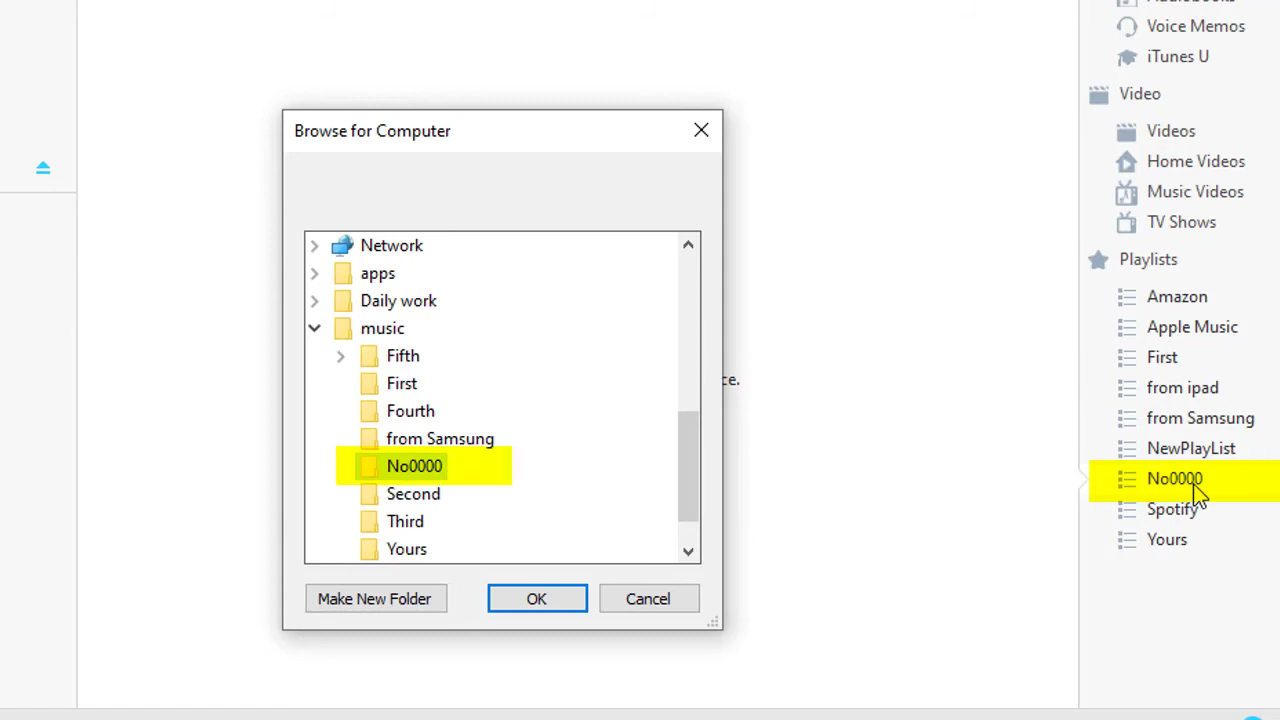 Voice Memos
iTunes U
Video
Videos
Home Videos
Music Videos
TV Shows
Playlists
Amazon
Apple Music
First
from ipad
from Samsung
NewPlayList
No0000
Spotify
Yours
Browse for Computer
Network
apps
Daily work
music
Fifth
First
Fourth
from Samsung
No0000
Second
Third
Yours
Make New Folder
OK
Cancel